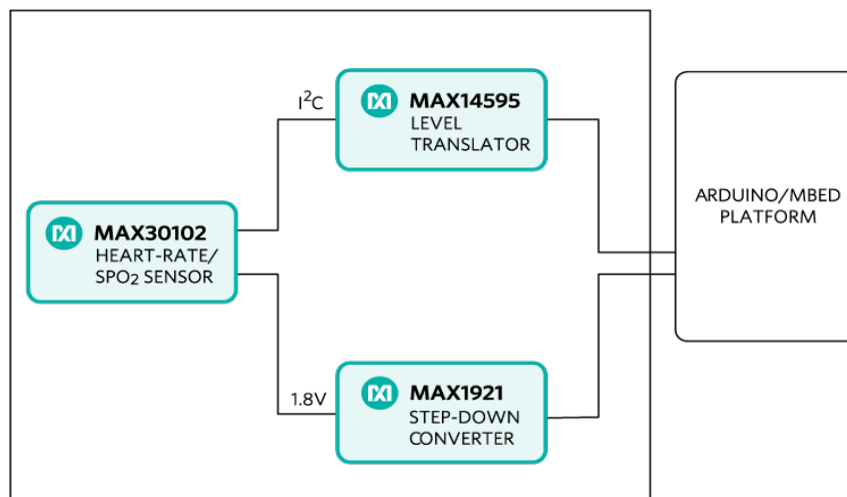 I²C
MAX14595
LEVEL
TRANSLATOR
MAX30102
HEART-RATE/
SPO₂ SENSOR
ARDUINO/MBED
PLATFORM
1.8V
MAX1921
STEP-DOWN
CONVERTER